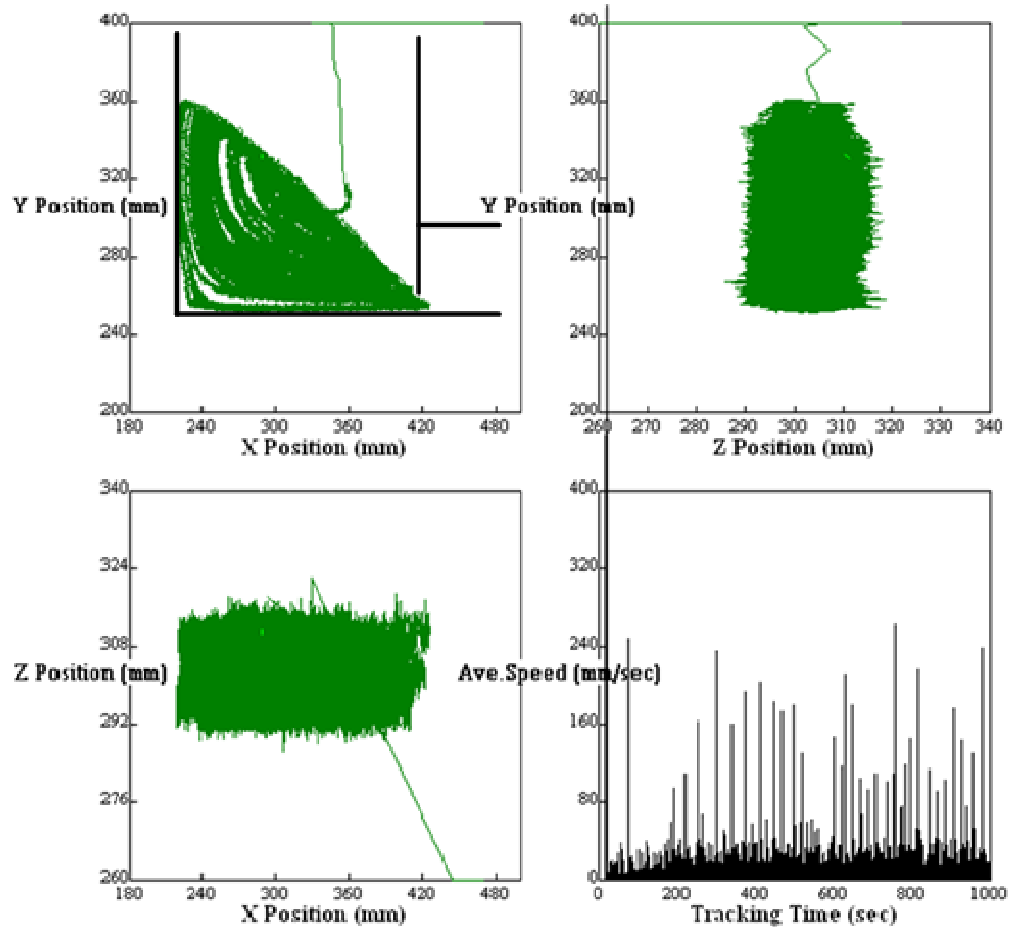 400
360
320
Y Position (mm)
280
240
200
180 240 300 360 420 480
X Position (mm)
400
360
320
Y Position (mm)
280
240
200
260 270 280 290 300 310 320 330 340
Z Position (mm)
340
324
308
Z Position (mm)
292
276
260
180 240 300 360 420 480
X Position (mm)
400
320
240
Ave.Speed (mm/sec)
160
80
0
0 200 400 600 800 1000
Tracking Time (sec)